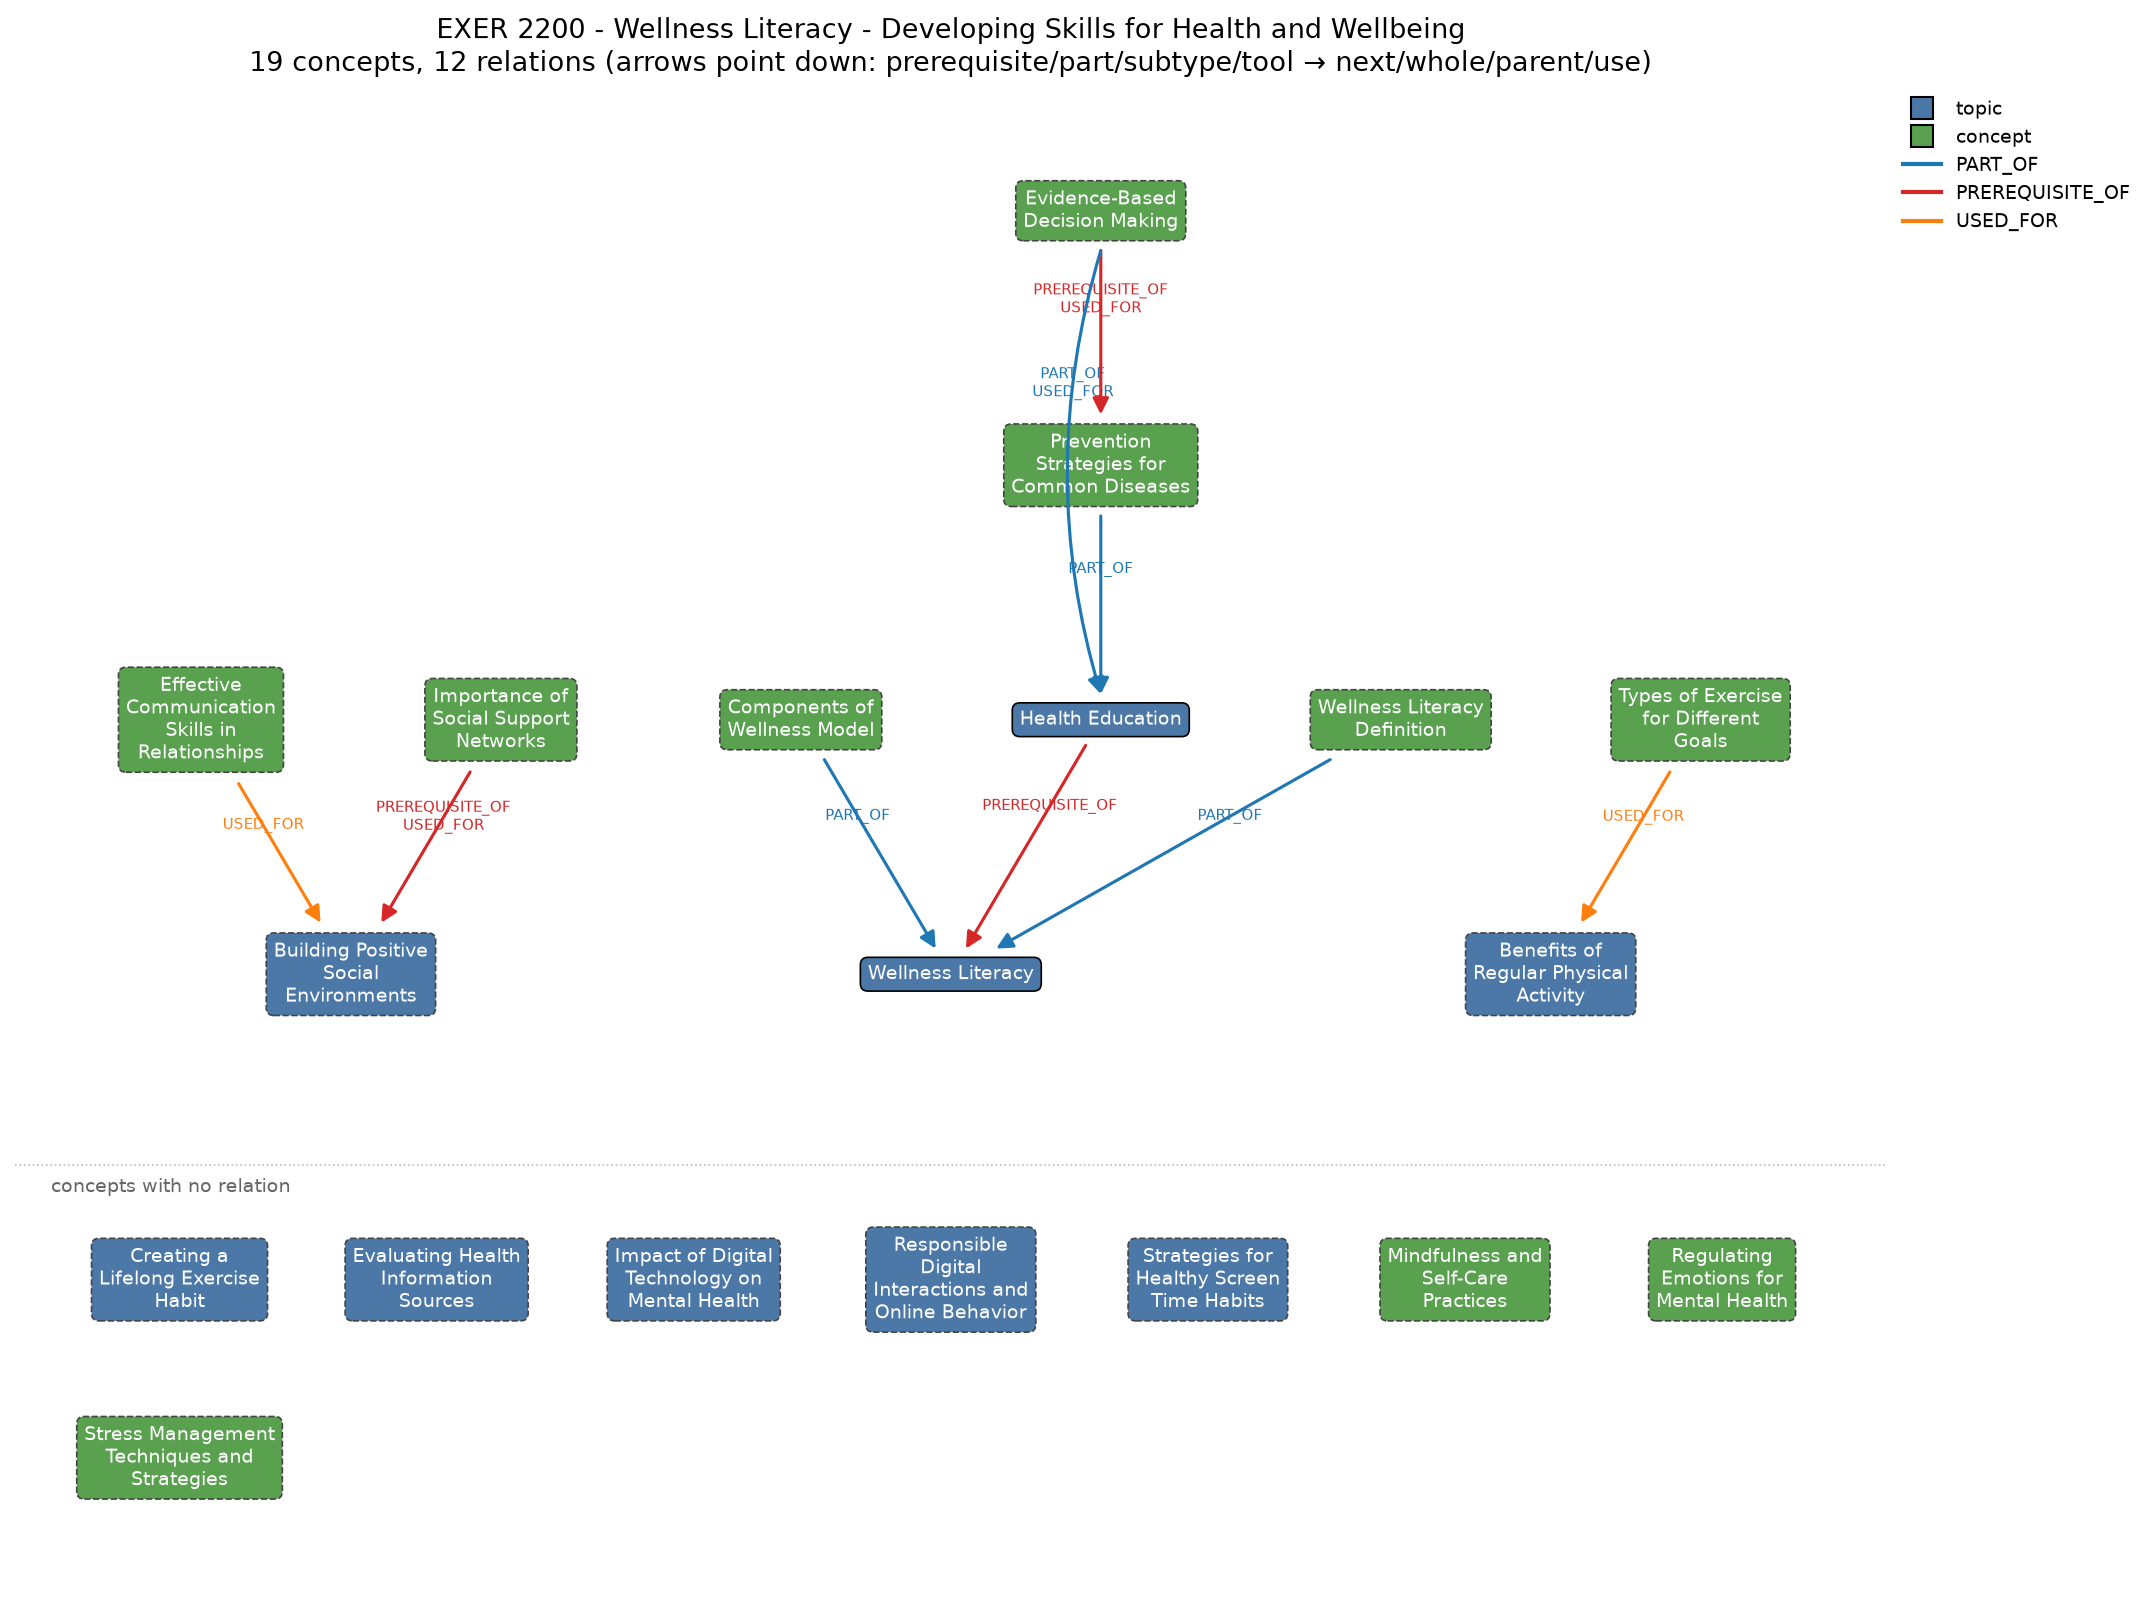 EXER 2200 - Wellness Literacy - Developing Skills for Health and Wellbeing
19 concepts, 12 relations (arrows point down: prerequisite/part/subtype/tool → next/whole/parent/use)
topic
concept
PART_OF
PREREQUISITE_OF
USED_FOR
Evidence-Based
Decision Making
PREREQUISITE_OF
USED_FOR
PART_OF
USED_FOR
Prevention
Strategies for
Common Diseases
PART_OF
Effective
Communication
Skills in
Relationships
Importance of
Social Support
Networks
Components of
Wellness Model
Health Education
Wellness Literacy
Definition
Types of Exercise
for Different
Goals
USED_FOR
PREREQUISITE_OF
USED_FOR
PART_OF
PREREQUISITE_OF
PART_OF
USED_FOR
Building Positive
Social
Environments
Wellness Literacy
Benefits of
Regular Physical
Activity
concepts with no relation
Creating a
Lifelong Exercise
Habit
Evaluating Health
Information
Sources
Impact of Digital
Technology on
Mental Health
Responsible
Digital
Interactions and
Online Behavior
Strategies for
Healthy Screen
Time Habits
Mindfulness and
Self-Care
Practices
Regulating
Emotions for
Mental Health
Stress Management
Techniques and
Strategies